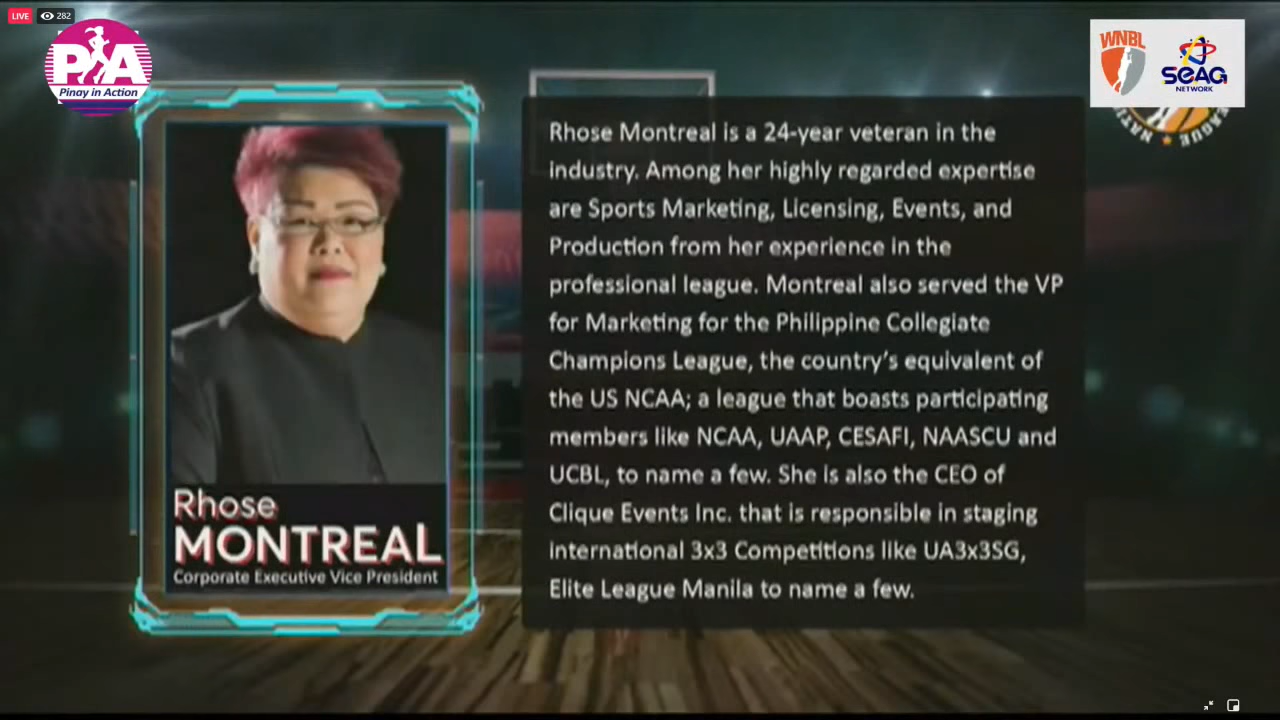 LIVE
282
PIA
Pinay in Action
WNBL
SEAG
NETWORK
Rhose Montreal is a 24-year veteran in the
industry. Among her highly regarded expertise
are Sports Marketing, Licensing, Events, and
Production from her experience in the
professional league. Montreal also served the VP
for Marketing for the Philippine Collegiate
Champions League, the country's equivalent of
the US NCAA; a league that boasts participating
members like NCAA, UAAP, CESAFI, NAASCU and
UCBL, to name a few. She is also the CEO of
Clique Events Inc. that is responsible in staging
international 3x3 Competitions like UA3x3SG,
Elite League Manila to name a few.
Rhose
MONTREAL
Corporate Executive Vice President